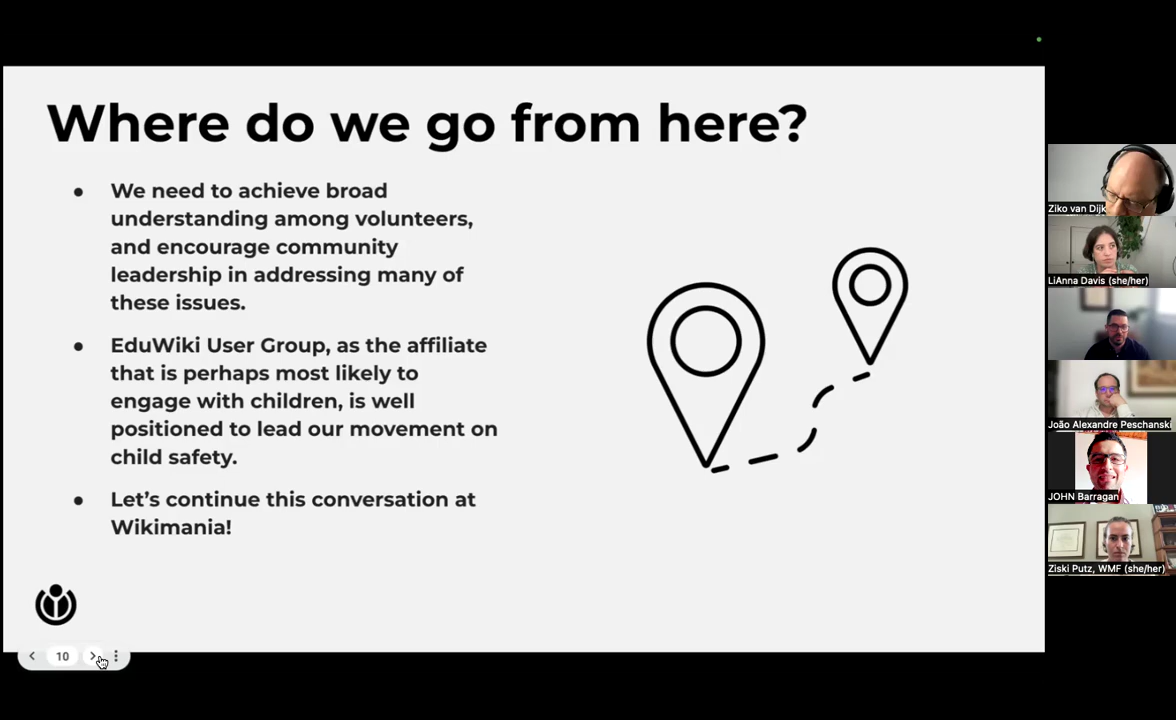 Where do we go from here?
● We need to achieve broad
understanding among volunteers,
and encourage community
leadership in addressing many of
these issues.
● EduWiki User Group, as the affiliate
that is perhaps most likely to
engage with children, is well
positioned to lead our movement on
child safety.
● Let’s continue this conversation at
Wikimania!
10
Ziko van Dijk
LiAnna Davis (she/her)
João Alexandre Peschanski
JOHN Barragan
Ziski Putz, WMF (she/her)